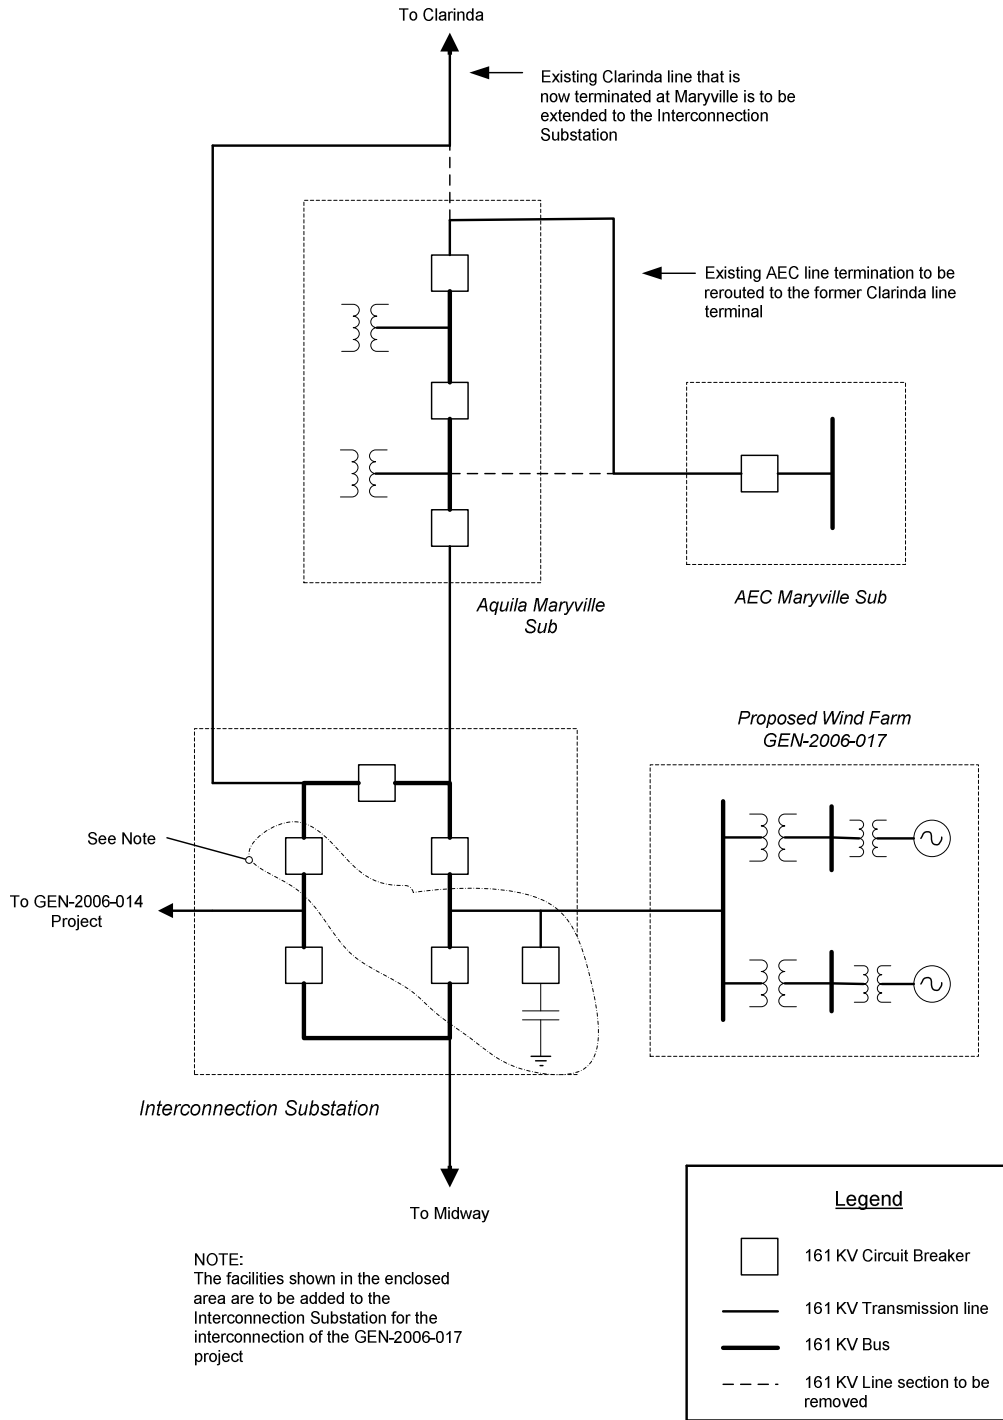 To Clarinda
Existing Clarinda line that is
now terminated at Maryville is to be
extended to the Interconnection
Substation
Existing AEC line termination to be
rerouted to the former Clarinda line
terminal
Aquila Maryville
Sub
AEC Maryville Sub
Proposed Wind Farm
GEN-2006-017
See Note
To GEN-2006-014
Project
Interconnection Substation
To Midway
NOTE:
The facilities shown in the enclosed
area are to be added to the
Interconnection Substation for the
interconnection of the GEN-2006-017
project
Legend
161 KV Circuit Breaker
161 KV Transmission line
161 KV Bus
161 KV Line section to be
removed